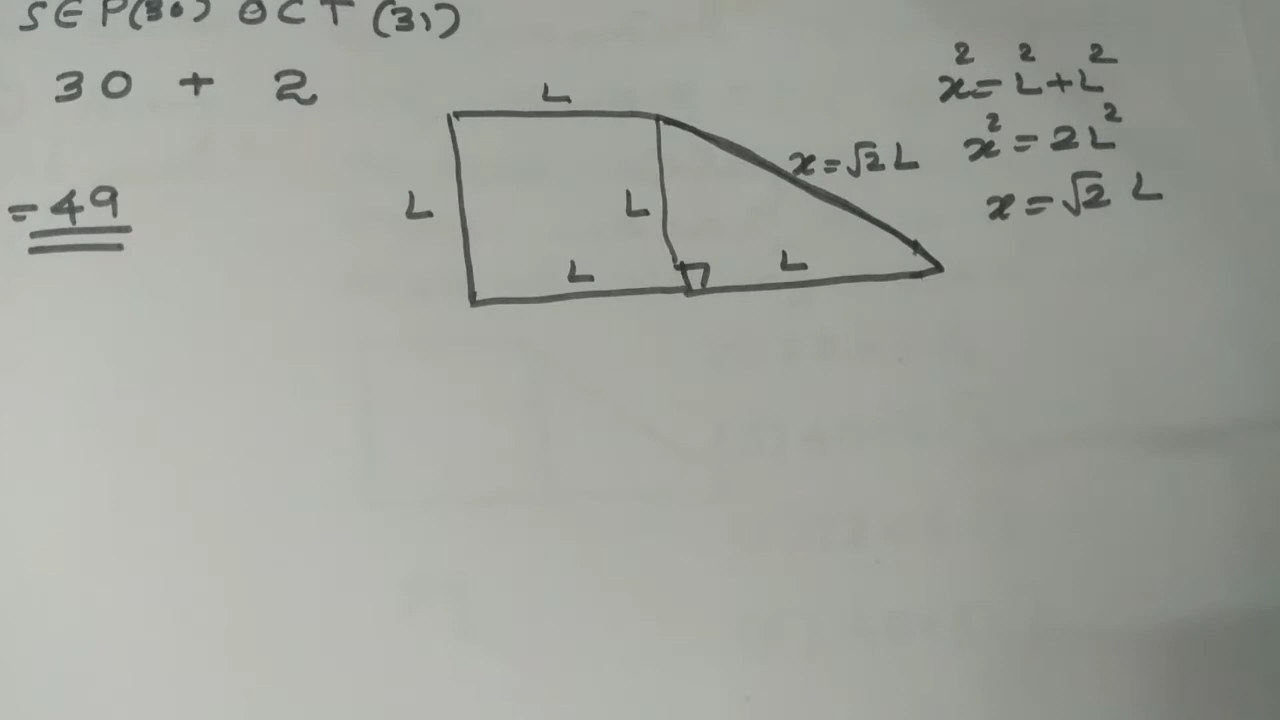 SEP(30) OCT (31)
30 + 2
= 49
L
L
L
L
L
x=√2 L
x²= L²+L²
x² = 2L²
x = √2 L